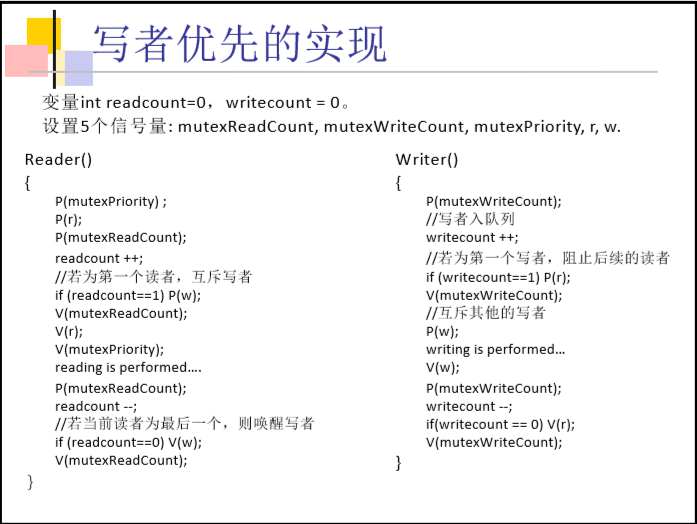 写者优先的实现
变量int readcount=0，writecount = 0。
设置5个信号量: mutexReadCount, mutexWriteCount, mutexPriority, r, w.
Reader()
{
P(mutexPriority) ;
P(r);
P(mutexReadCount);
readcount ++;
//若为第一个读者，互斥写者
if (readcount==1) P(w);
V(mutexReadCount);
V(r);
V(mutexPriority);
reading is performed….
P(mutexReadCount);
readcount --;
//若当前读者为最后一个，则唤醒写者
if (readcount==0) V(w);
V(mutexReadCount);
}
Writer()
{
P(mutexWriteCount);
//写者入队列
writecount ++;
//若为第一个写者，阻止后续的读者
if (writecount==1) P(r);
V(mutexWriteCount);
//互斥其他的写者
P(w);
writing is performed…
V(w);
P(mutexWriteCount);
writecount --;
if(writecount == 0) V(r);
V(mutexWriteCount);
}